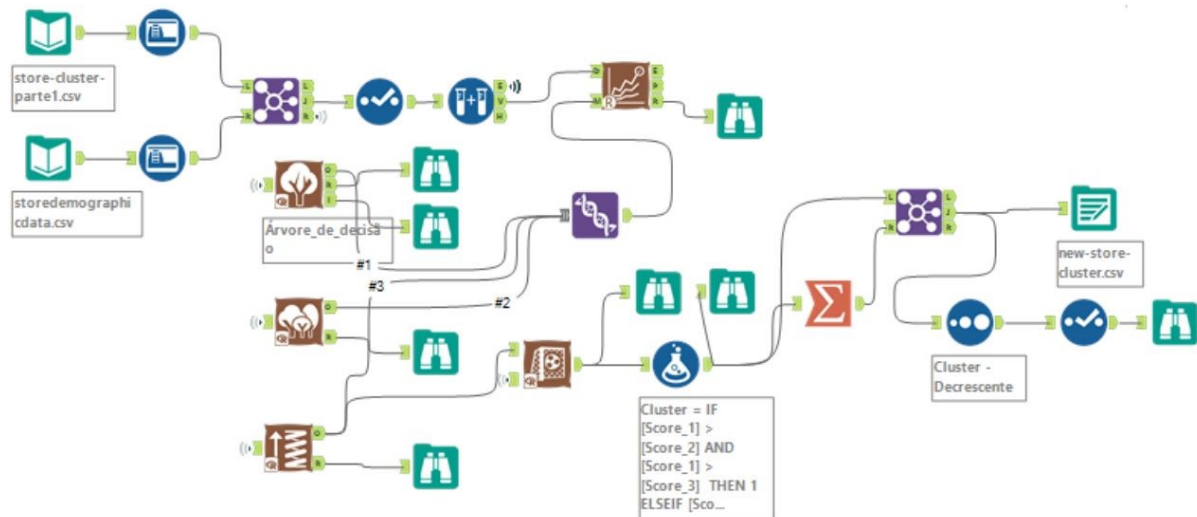 store-cluster-
parte1.csv
storedemographi
cdata.csv
L
R
L
J
R
E
V
H
M
E
P
R
R
O
R
I
Árvore_de_decisã
o
#1
#3
#2
O
R
O
R
Cluster = IF
[Score_1] >
[Score_2] AND
[Score_1] >
[Score_3]  THEN 1
ELSEIF [Sco...
L
R
L
J
R
new-store-
cluster.csv
Cluster -
Decrescente